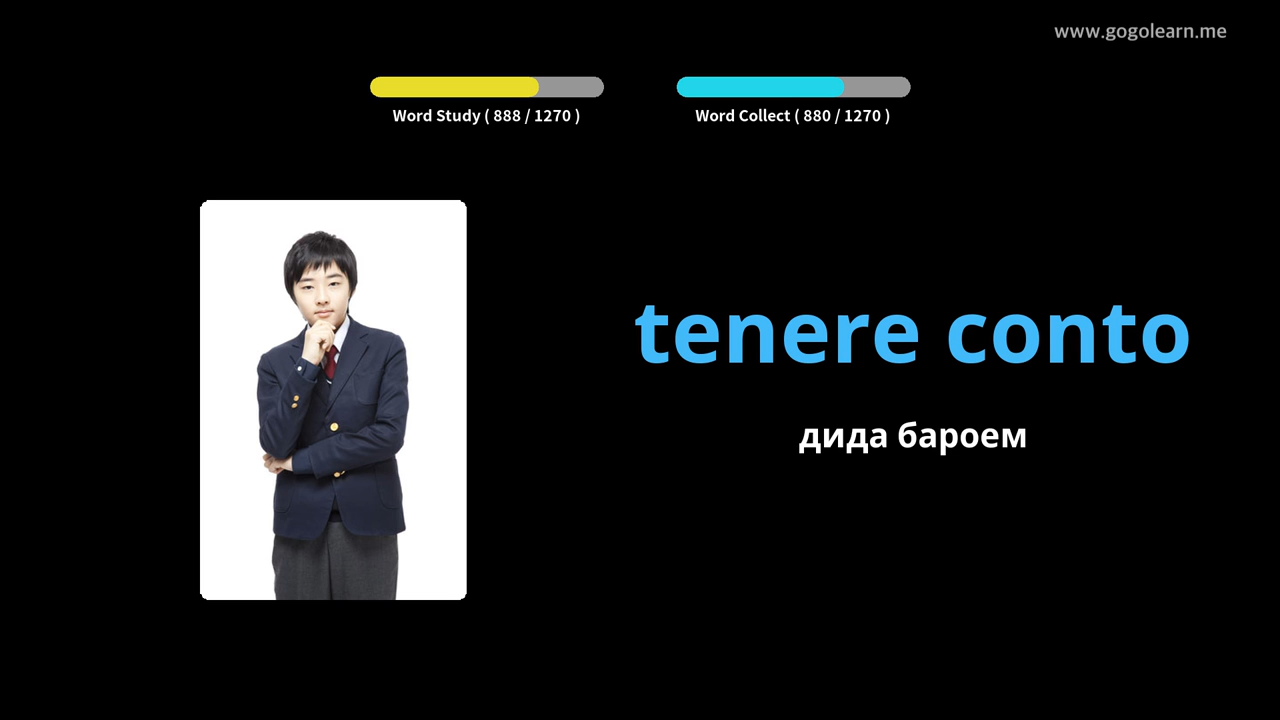 www.gogolearn.me
Word Study ( 888 / 1270 )
Word Collect ( 880 / 1270 )
tenere conto
дида бароем